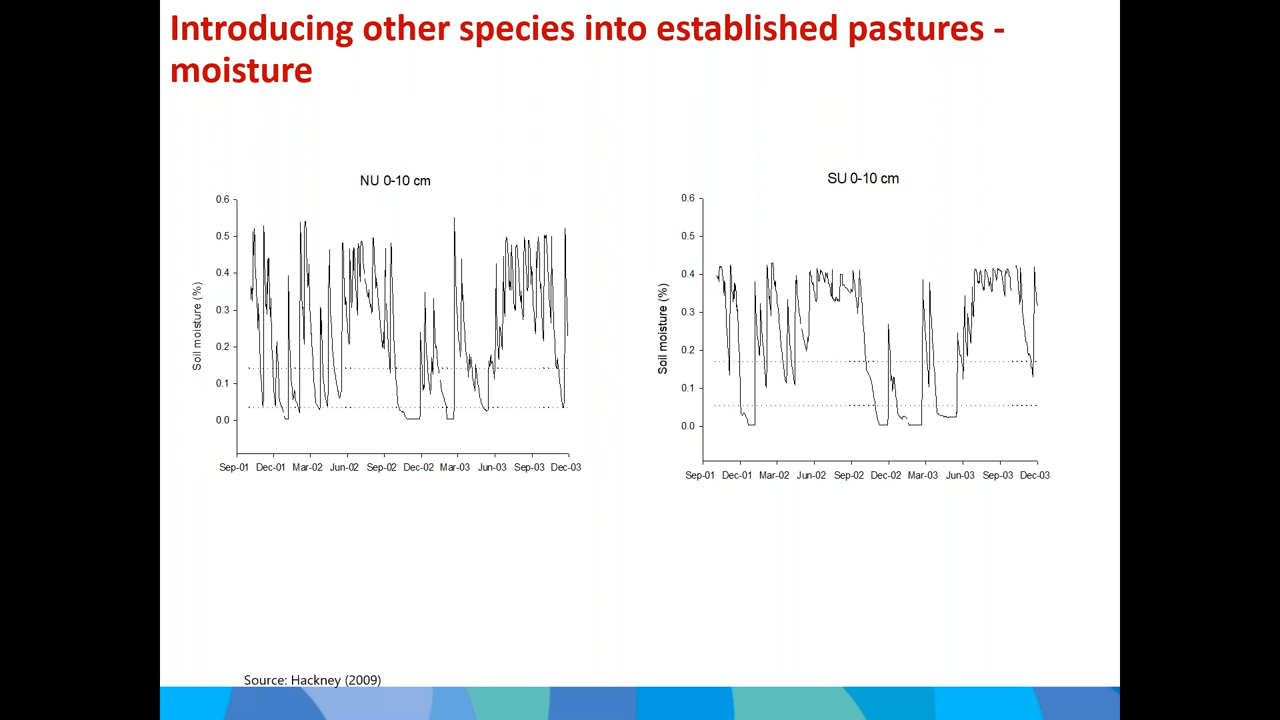 Introducing other species into established pastures -
moisture
NU 0-10 cm
Soil moisture (%)
0.6
0.5
0.4
0.3
0.2
0.1
0.0
Sep-01 Dec-01 Mar-02 Jun-02 Sep-02 Dec-02 Mar-03 Jun-03 Sep-03 Dec-03
SU 0-10 cm
Soil moisture (%)
0.6
0.5
0.4
0.3
0.2
0.1
0.0
Sep-01 Dec-01 Mar-02 Jun-02 Sep-02 Dec-02 Mar-03 Jun-03 Sep-03 Dec-03
Source: Hackney (2009)